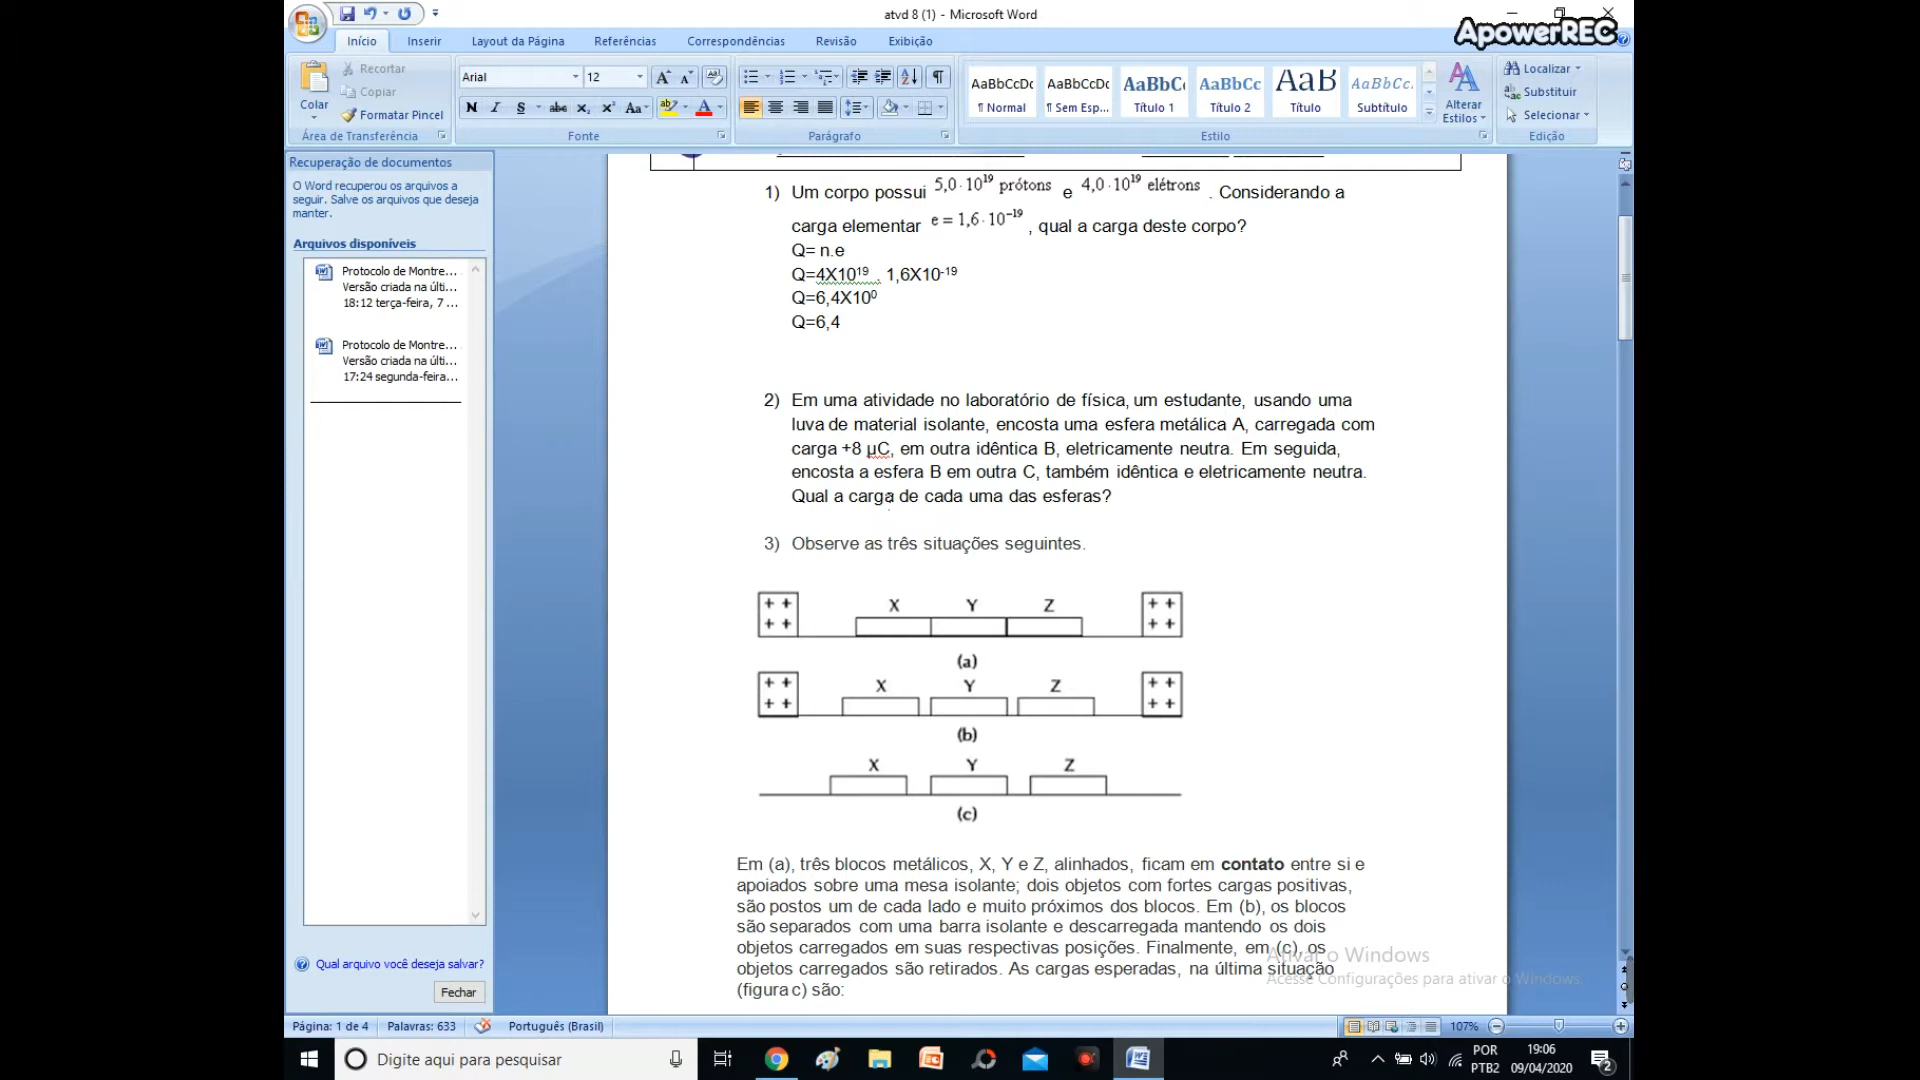 atvd 8 (1) - Microsoft Word
ApowerREC
Início Inserir Layout da Página Referências Correspondências Revisão Exibição
Colar
Recortar
Copiar
Formatar Pincel
Área de Transferência
Arial 12
N I S abc x₂ x² Aa
Fonte
Parágrafo
AaBbCcDc AaBbCcDc AaBbC AaBbCc AaB AaBbCc.
¶ Normal ¶ Sem Esp... Título 1 Título 2 Título Subtítulo
Alterar Estilos
Estilo
Localizar
Substituir
Selecionar
Edição
Recuperação de documentos
O Word recuperou os arquivos a
seguir. Salve os arquivos que deseja
manter.
Arquivos disponíveis
Protocolo de Montre...
Versão criada na últi...
18:12 terça-feira, 7 ...
Protocolo de Montre...
Versão criada na últi...
17:24 segunda-feira...
Qual arquivo você deseja salvar?
Fechar
1) Um corpo possui 5,0·10¹⁹ prótons e 4,0·10¹⁹ elétrons . Considerando a
carga elementar e = 1,6·10⁻¹⁹ , qual a carga deste corpo?
Q= n.e
Q=4X10¹⁹ . 1,6X10⁻¹⁹
Q=6,4X10⁰
Q=6,4
2) Em uma atividade no laboratório de física, um estudante, usando uma
luva de material isolante, encosta uma esfera metálica A, carregada com
carga +8 µC, em outra idêntica B, eletricamente neutra. Em seguida,
encosta a esfera B em outra C, também idêntica e eletricamente neutra.
Qual a carga de cada uma das esferas?
3) Observe as três situações seguintes.
+ + X Y Z + +
+ + + +
(a)
+ + X Y Z + +
+ + + +
(b)
X Y Z
(c)
Em (a), três blocos metálicos, X, Y e Z, alinhados, ficam em contato entre si e
apoiados sobre uma mesa isolante; dois objetos com fortes cargas positivas,
são postos um de cada lado e muito próximos dos blocos. Em (b), os blocos
são separados com uma barra isolante e descarregada mantendo os dois
objetos carregados em suas respectivas posições. Finalmente, em (c), os
objetos carregados são retirados. As cargas esperadas, na última situação
(figura c) são:
Ativar o Windows
Acesse Configurações para ativar o Windows.
Página: 1 de 4 Palavras: 633 Português (Brasil) 107%
Digite aqui para pesquisar
POR 19:06
PTB2 09/04/2020 2